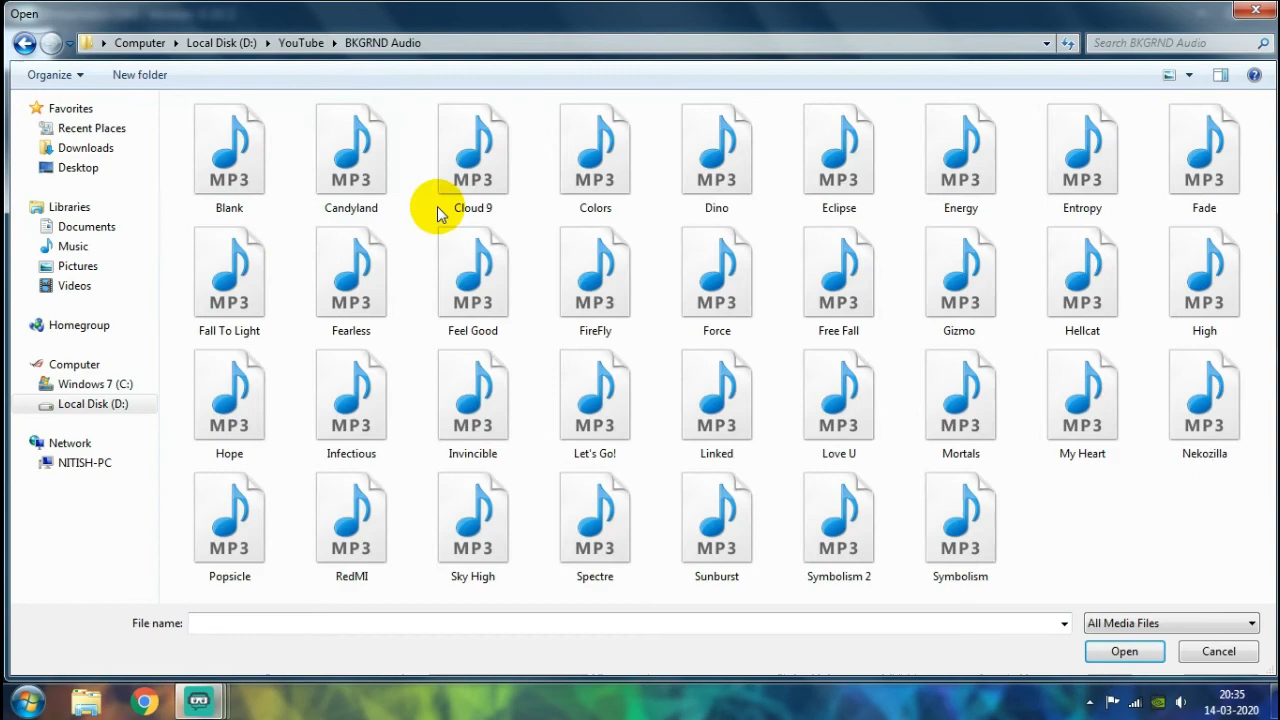 Open
Computer
Local Disk (D:)
YouTube
BKGRND Audio
Search BKGRND Audio
Organize
New folder
Favorites
Recent Places
Downloads
Desktop
Libraries
Documents
Music
Pictures
Videos
Homegroup
Computer
Windows 7 (C:)
Local Disk (D:)
Network
NITISH-PC
MP3 MP3 MP3 MP3 MP3 MP3 MP3 MP3 MP3
Blank Candyland Cloud 9 Colors Dino Eclipse Energy Entropy Fade
MP3 MP3 MP3 MP3 MP3 MP3 MP3 MP3 MP3
Fall To Light Fearless Feel Good FireFly Force Free Fall Gizmo Hellcat High
MP3 MP3 MP3 MP3 MP3 MP3 MP3 MP3 MP3
Hope Infectious Invincible Let's Go! Linked Love U Mortals My Heart Nekozilla
MP3 MP3 MP3 MP3 MP3 MP3 MP3
Popsicle RedMI Sky High Spectre Sunburst Symbolism 2 Symbolism
File name:
All Media Files
Open
Cancel
20:35
14-03-2020